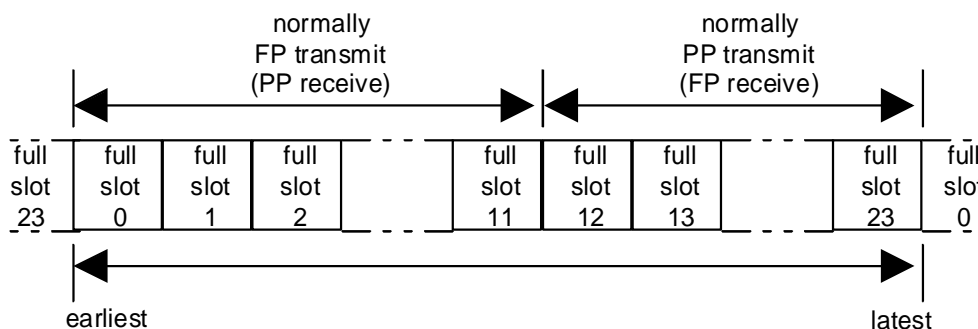 normally
FP transmit
(PP receive)
normally
PP transmit
(FP receive)
full slot 23
full slot 0
full slot 1
full slot 2
full slot 11
full slot 12
full slot 13
full slot 23
full slot 0
earliest
latest